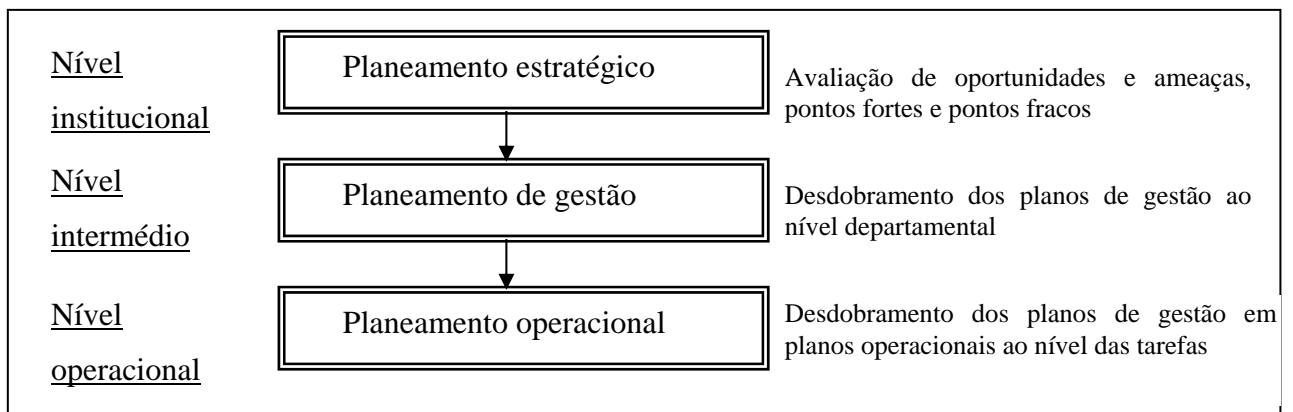 Nível
institucional
Planeamento estratégico
Avaliação de oportunidades e ameaças,
pontos fortes e pontos fracos
Nível
intermédio
Planeamento de gestão
Desdobramento dos planos de gestão ao
nível departamental
Nível
operacional
Planeamento operacional
Desdobramento dos planos de gestão em
planos operacionais ao nível das tarefas